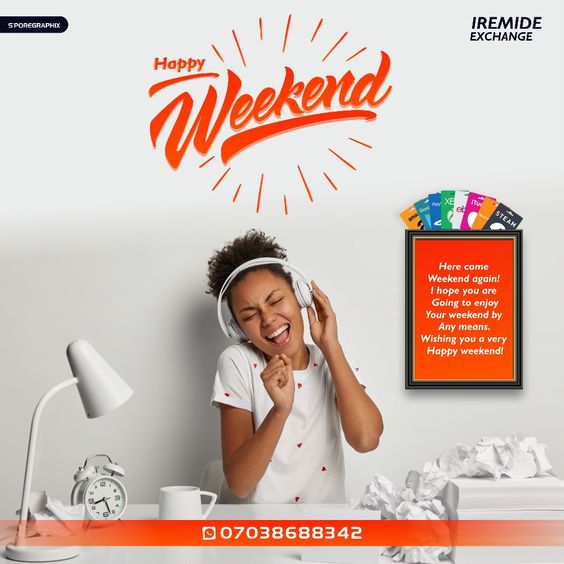 S'POREGRAPHIX
IREMIDE
EXCHANGE
Happy
Weekend
STEAM
Here come
Weekend again!
I hope you are
Going to enjoy
Your weekend by
Any means.
Wishing you a very
Happy weekend!
07038688342